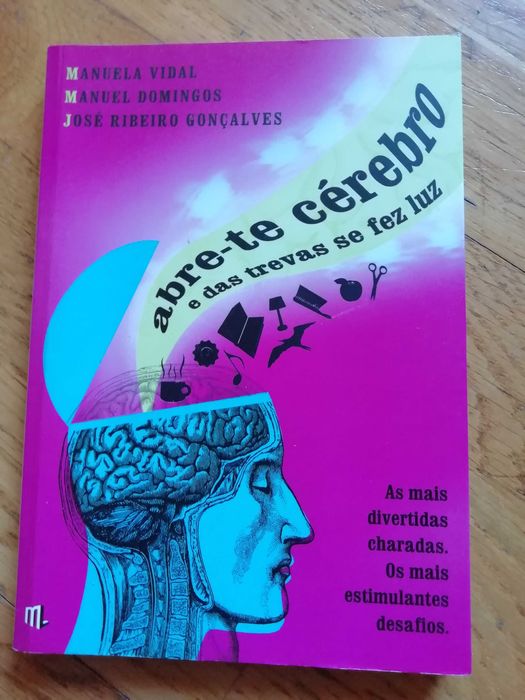 MANUELA VIDAL
MANUEL DOMINGOS
JOSÉ RIBEIRO GONÇALVES
abre-te cérebro
e das trevas se fez luz
As mais
divertidas
charadas.
Os mais
estimulantes
desafios.